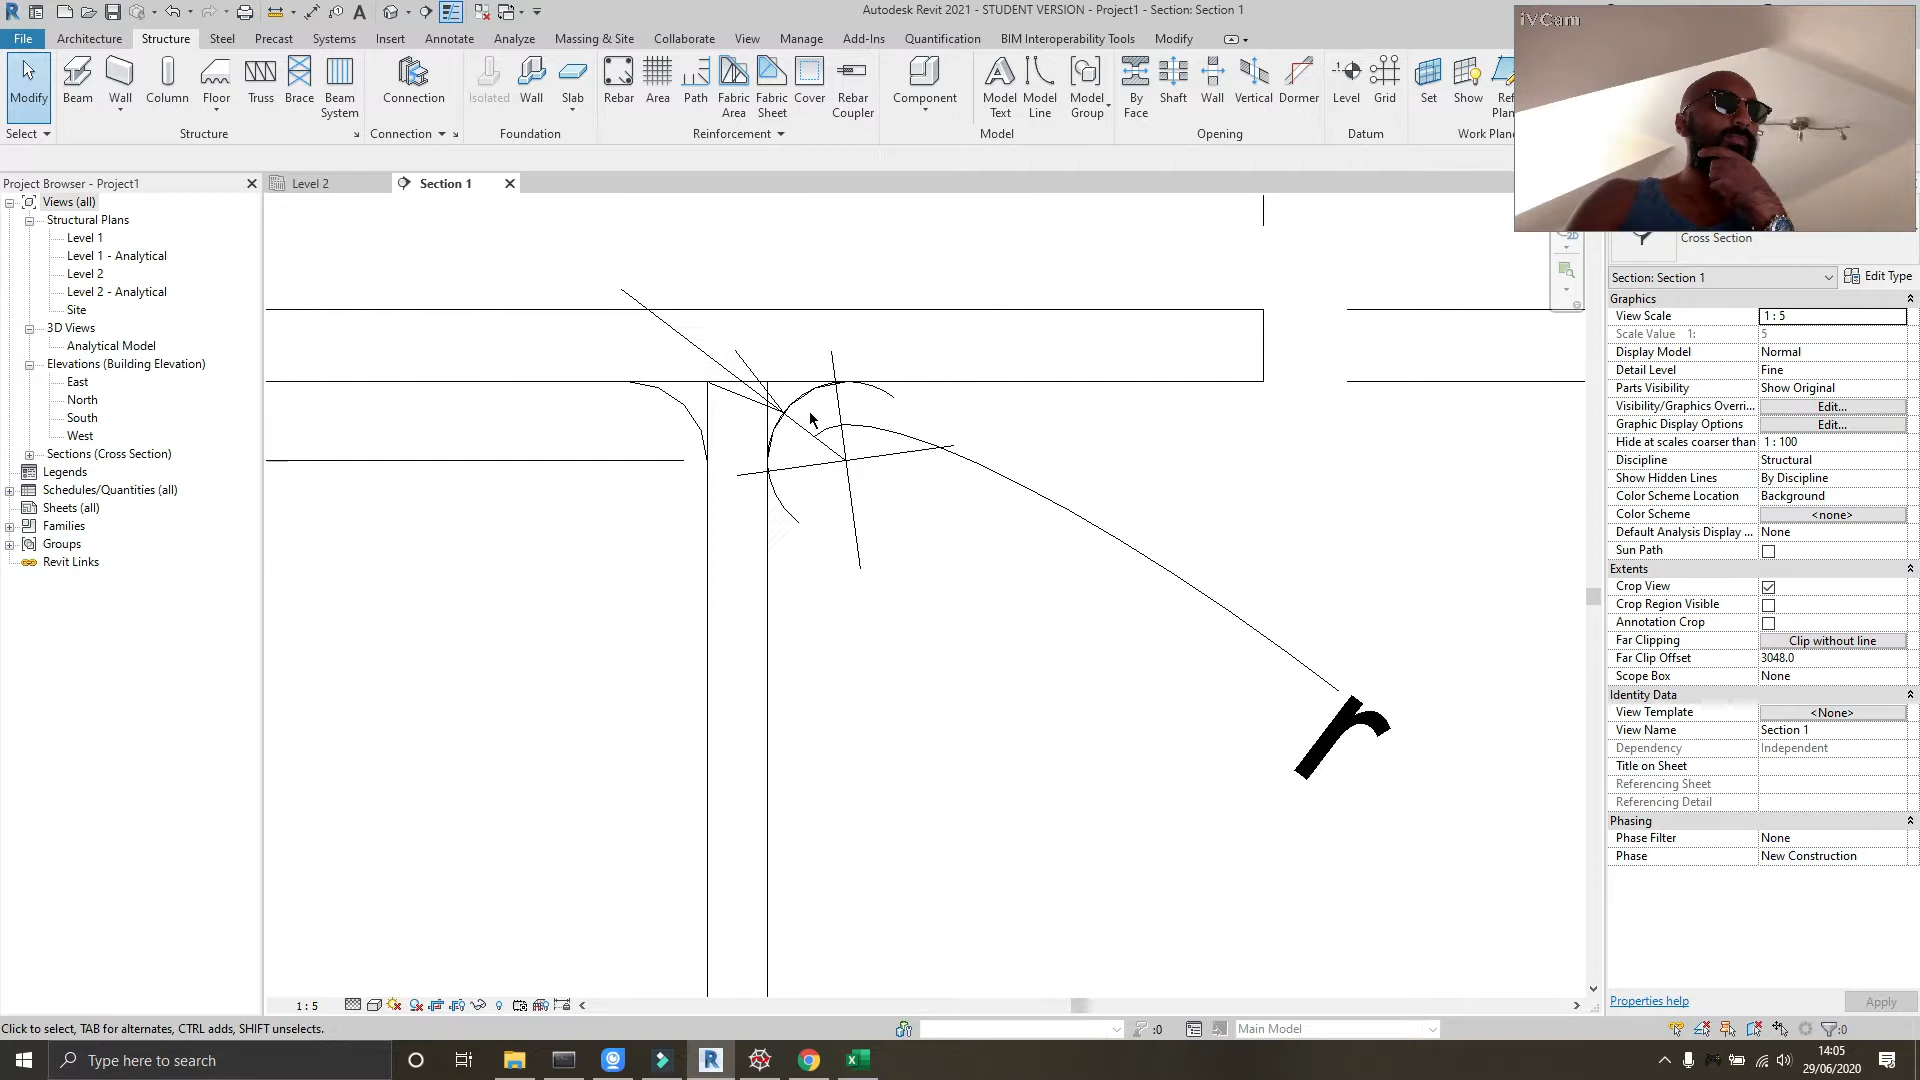 Autodesk Revit 2021 - STUDENT VERSION - Project1 - Section: Section 1
iVCam
File Architecture Structure Steel Precast Systems Insert Annotate Analyze Massing & Site Collaborate View Manage Add-Ins Quantification BIM Interoperability Tools Modify
Modify Beam Wall Column Floor Truss Brace Beam System Connection Isolated Wall Slab Rebar Area Path Fabric Area Fabric Sheet Cover Rebar Coupler Component Model Text Model Line Model Group By Face Shaft Wall Vertical Dormer Level Grid Set Show
Select Structure Connection Foundation Reinforcement Model Opening Datum Work Plane
Project Browser - Project1
Level 2
Section 1
Views (all)
Structural Plans
Level 1
Level 1 - Analytical
Level 2
Level 2 - Analytical
Site
3D Views
Analytical Model
Elevations (Building Elevation)
East
North
South
West
Sections (Cross Section)
Legends
Schedules/Quantities (all)
Sheets (all)
Families
Groups
Revit Links
r
Cross Section
Section: Section 1 Edit Type
Graphics
View Scale 1 : 5
Scale Value 1: 5
Display Model Normal
Detail Level Fine
Parts Visibility Show Original
Visibility/Graphics Overri... Edit...
Graphic Display Options Edit...
Hide at scales coarser than 1 : 100
Discipline Structural
Show Hidden Lines By Discipline
Color Scheme Location Background
Color Scheme <none>
Default Analysis Display ... None
Sun Path
Extents
Crop View
Crop Region Visible
Annotation Crop
Far Clipping Clip without line
Far Clip Offset 3048.0
Scope Box None
Identity Data
View Template <None>
View Name Section 1
Dependency Independent
Title on Sheet
Referencing Sheet
Referencing Detail
Phasing
Phase Filter None
Phase New Construction
Properties help Apply
1 : 5
Click to select, TAB for alternates, CTRL adds, SHIFT unselects.
:0 Main Model :0
Type here to search
14:05
29/06/2020